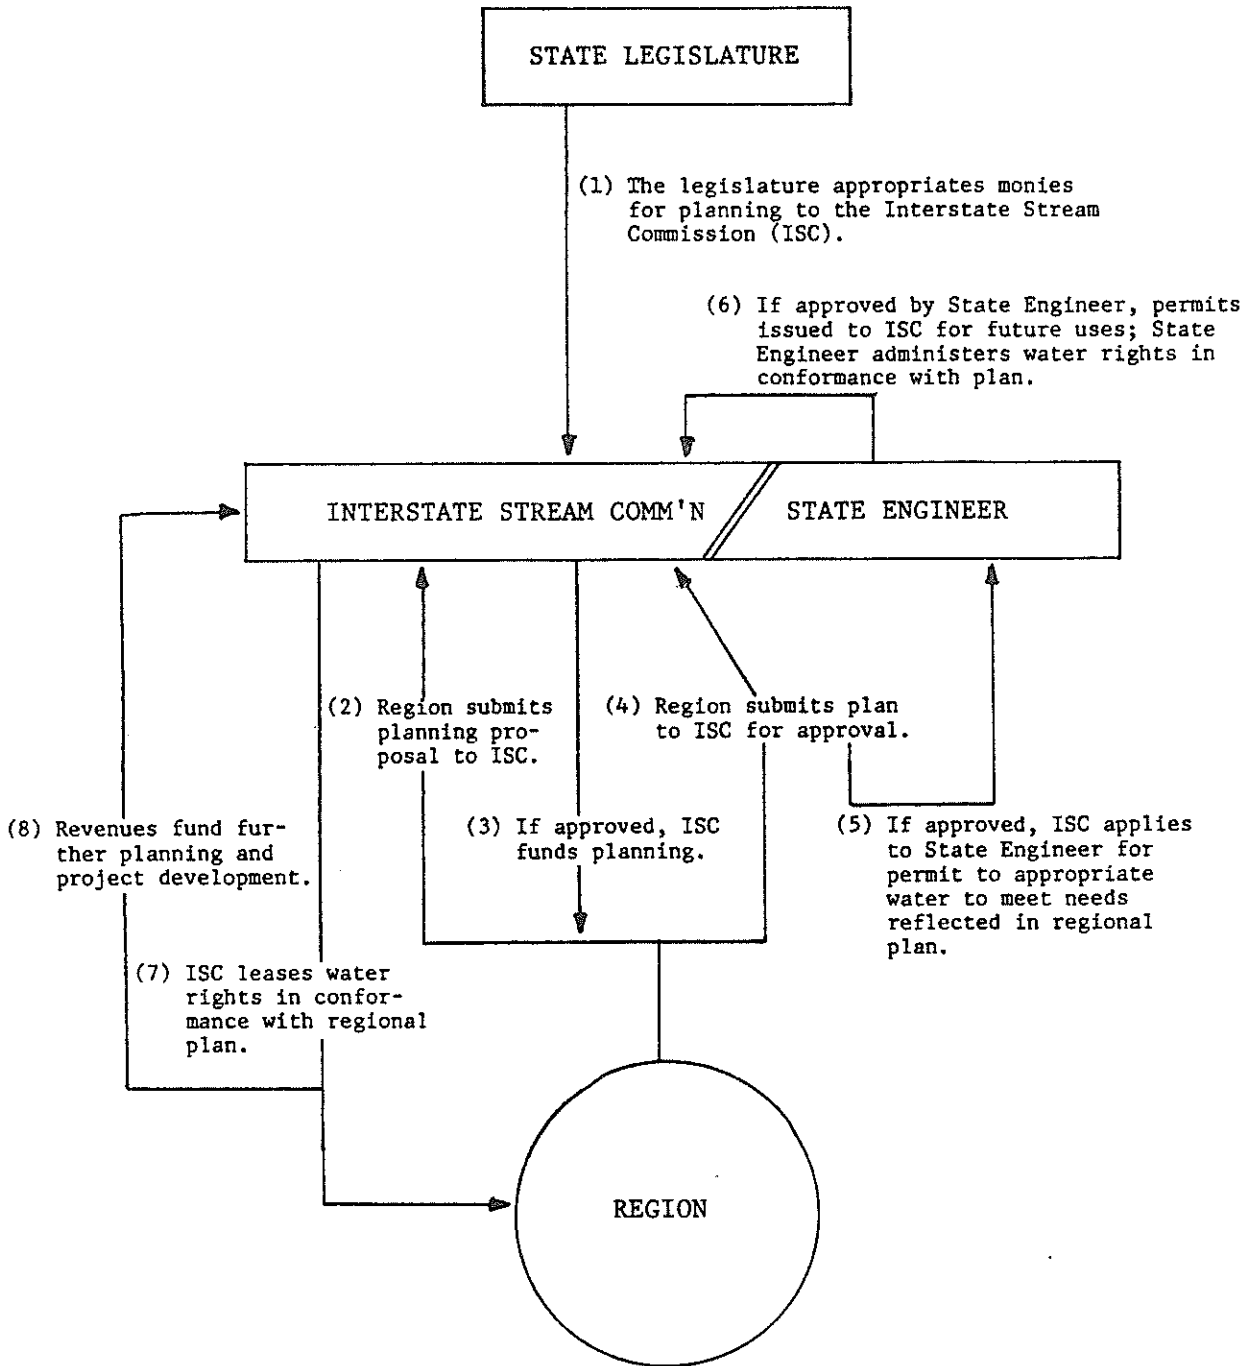 STATE LEGISLATURE
(1) The legislature appropriates monies
for planning to the Interstate Stream
Commission (ISC).
(6) If approved by State Engineer, permits
issued to ISC for future uses; State
Engineer administers water rights in
conformance with plan.
INTERSTATE STREAM COMM'N
STATE ENGINEER
(2) Region submits
planning pro-
posal to ISC.
(4) Region submits plan
to ISC for approval.
(3) If approved, ISC
funds planning.
(5) If approved, ISC applies
to State Engineer for
permit to appropriate
water to meet needs
reflected in regional
plan.
(8) Revenues fund fur-
ther planning and
project development.
(7) ISC leases water
rights in confor-
mance with regional
plan.
REGION